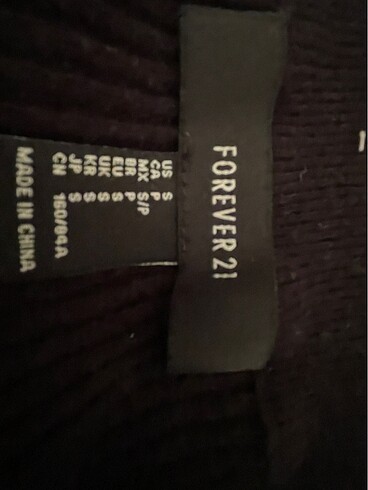 FOREVER 21
US S
CA P
MX S/P
BR P
EU S
UK S
KR S
JP S
CN 160/84A
MADE IN CHINA